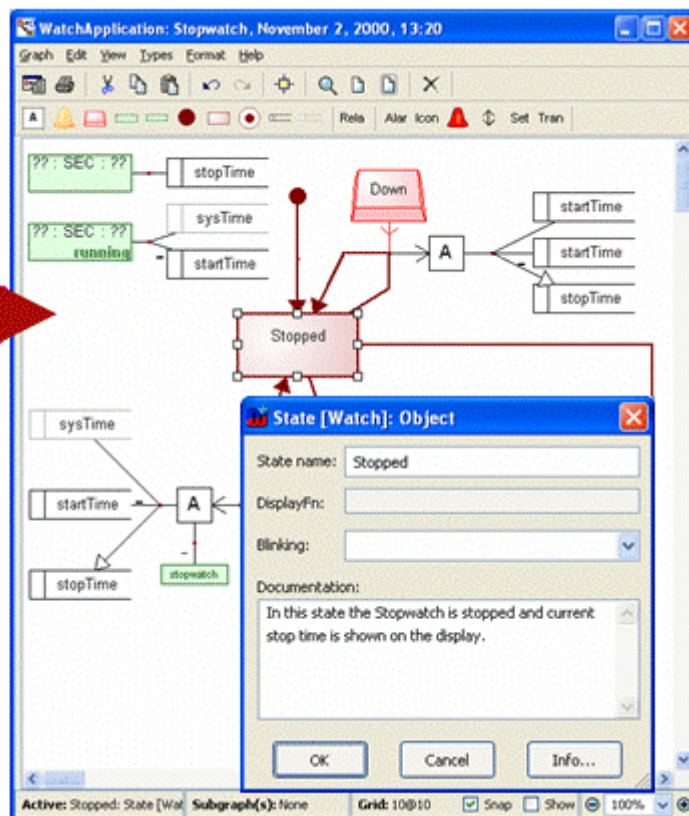 WatchApplication: Stopwatch, November 2, 2000, 13:20
Graph Edit View Types Format Help
A Rela Alar Icon Set Tran
?? : SEC : ??
stopTime
Down
sysTime
startTime
?? : SEC : ??
running
startTime
A
startTime
stopTime
Stopped
sysTime
startTime
A
stopTime
stopwatch
State [Watch]: Object
State name: Stopped
DisplayFn:
Blinking:
Documentation:
In this state the Stopwatch is stopped and current
stop time is shown on the display.
OK Cancel Info...
Active: Stopped: State [Wat Subgraph(s): None Grid: 10@10 Snap Show 100%